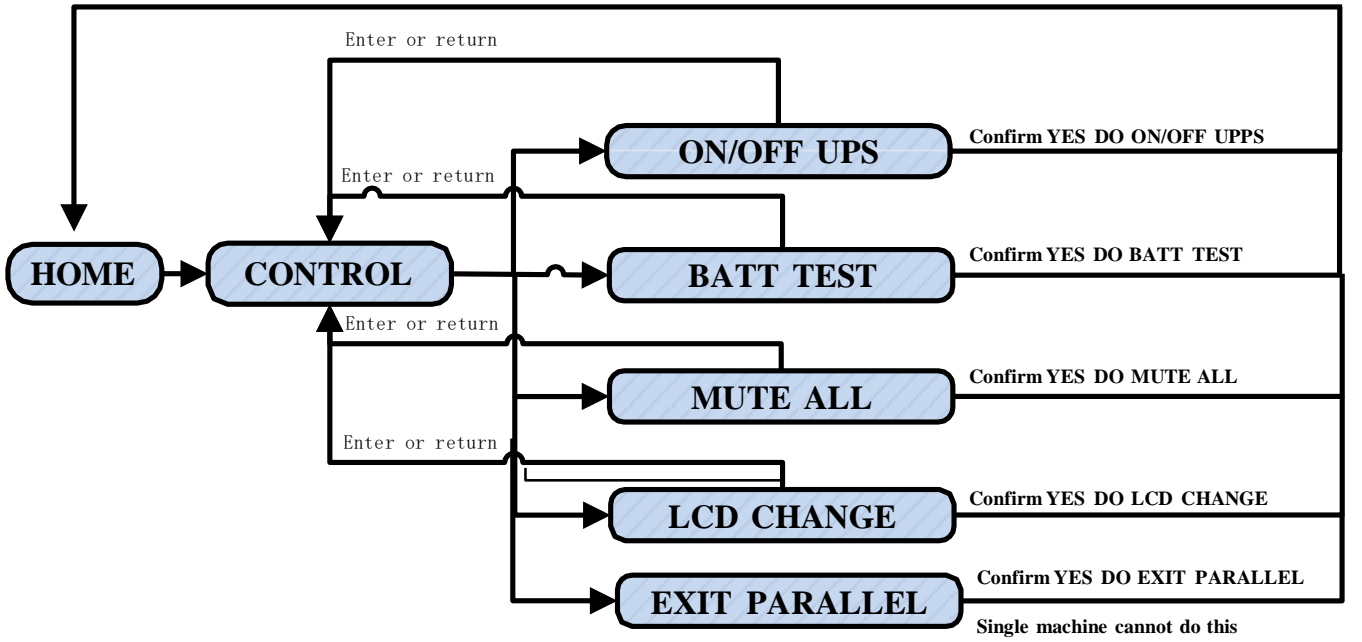 Enter or return
ON/OFF UPS
Confirm YES DO ON/OFF UPPS
Enter or return
HOME
CONTROL
BATT TEST
Confirm YES DO BATT TEST
Enter or return
MUTE ALL
Confirm YES DO MUTE ALL
Enter or return
LCD CHANGE
Confirm YES DO LCD CHANGE
EXIT PARALLEL
Confirm YES DO EXIT PARALLEL
Single machine cannot do this